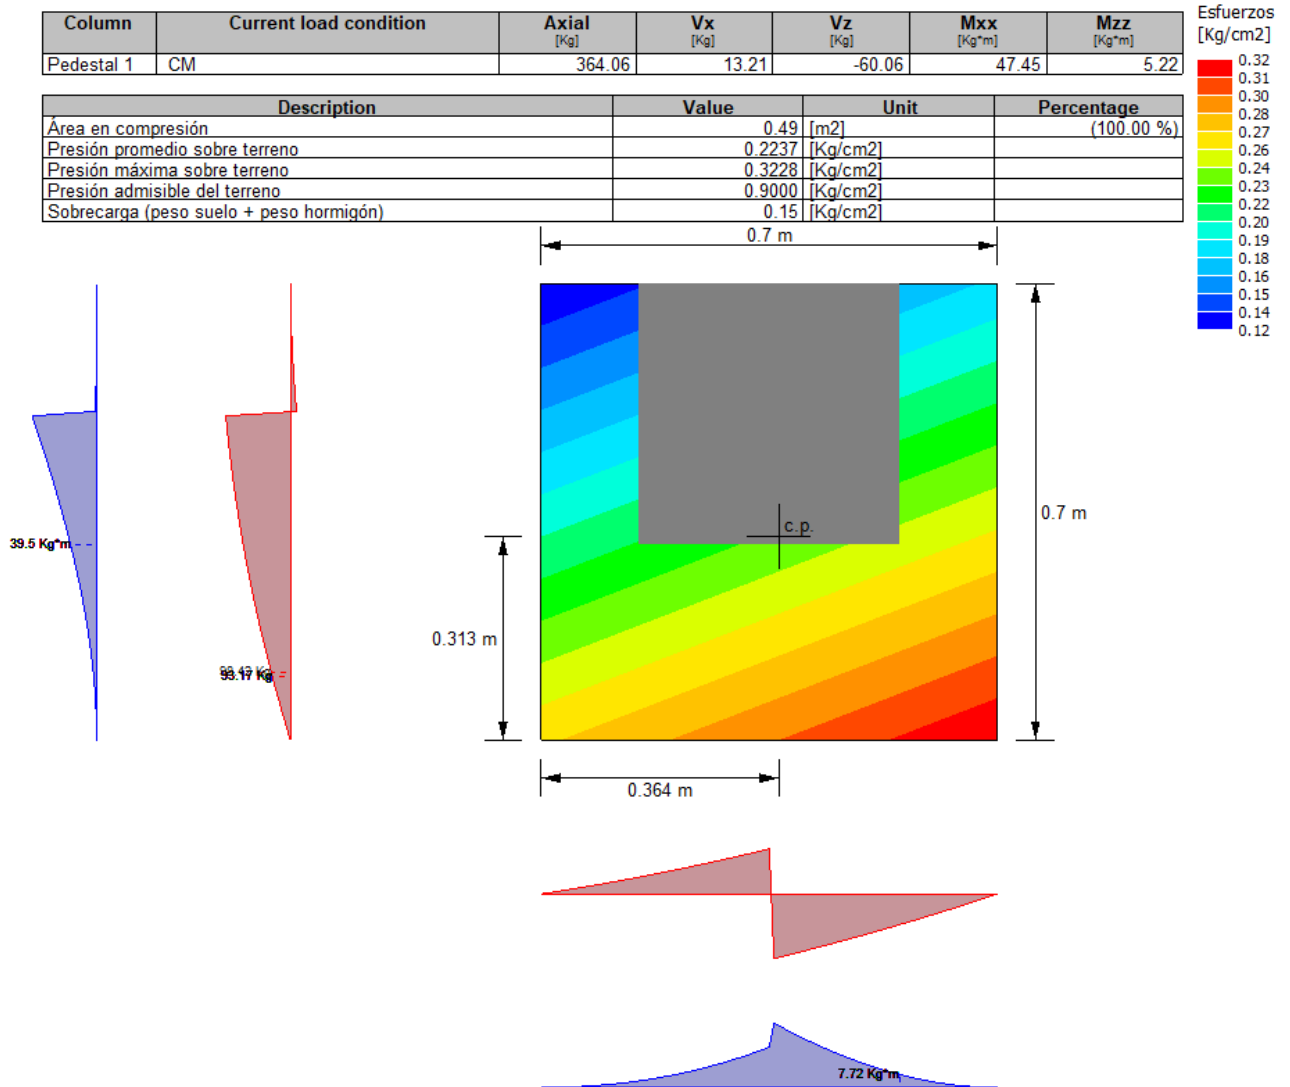 Column Current load condition Axial Vx Vz Mxx Mzz
[Kg] [Kg] [Kg] [Kg*m] [Kg*m]
Pedestal 1 CM 364.06 13.21 -60.06 47.45 5.22
Description Value Unit Percentage
Área en compresión 0.49 [m2] (100.00 %)
Presión promedio sobre terreno 0.2237 [Kg/cm2]
Presión máxima sobre terreno 0.3228 [Kg/cm2]
Presión admisible del terreno 0.9000 [Kg/cm2]
Sobrecarga (peso suelo + peso hormigón) 0.15 [Kg/cm2]
Esfuerzos
[Kg/cm2]
0.32
0.31
0.30
0.28
0.27
0.26
0.24
0.23
0.22
0.20
0.19
0.18
0.16
0.15
0.14
0.12
0.7 m
c.p.
0.7 m
39.5 Kg*m
0.313 m
93.17 Kg
0.364 m
7.72 Kg*m